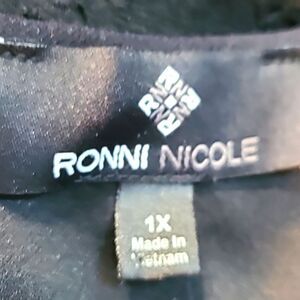 RONNI NICOLE
1X
Made In
Vietnam